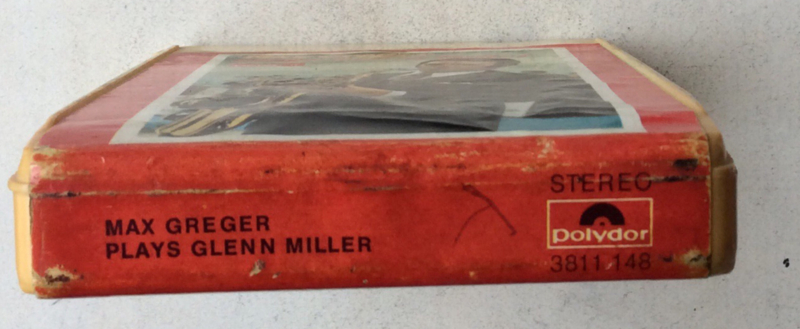 MAX GREGER
PLAYS GLENN MILLER
STEREO
polydor
3811 148